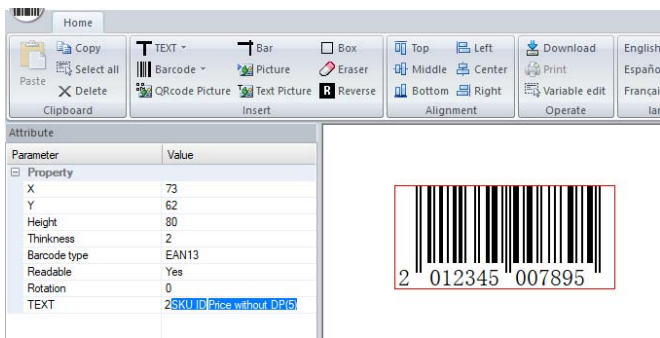 Home
Copy TEXT Bar Box Top Left Download English
Paste Select all Barcode Picture Eraser Middle Center Print Españo
Delete QRcode Picture Text Picture R Reverse Bottom Right Variable edit Françai
Clipboard Insert Alignment Operate lar
Attribute
Parameter Value
Property
X 73
Y 62
Height 80
Thinkness 2
Barcode type EAN13
Readable Yes
Rotation 0
TEXT 2SKU ID Price without DP(5)
2 012345 007895